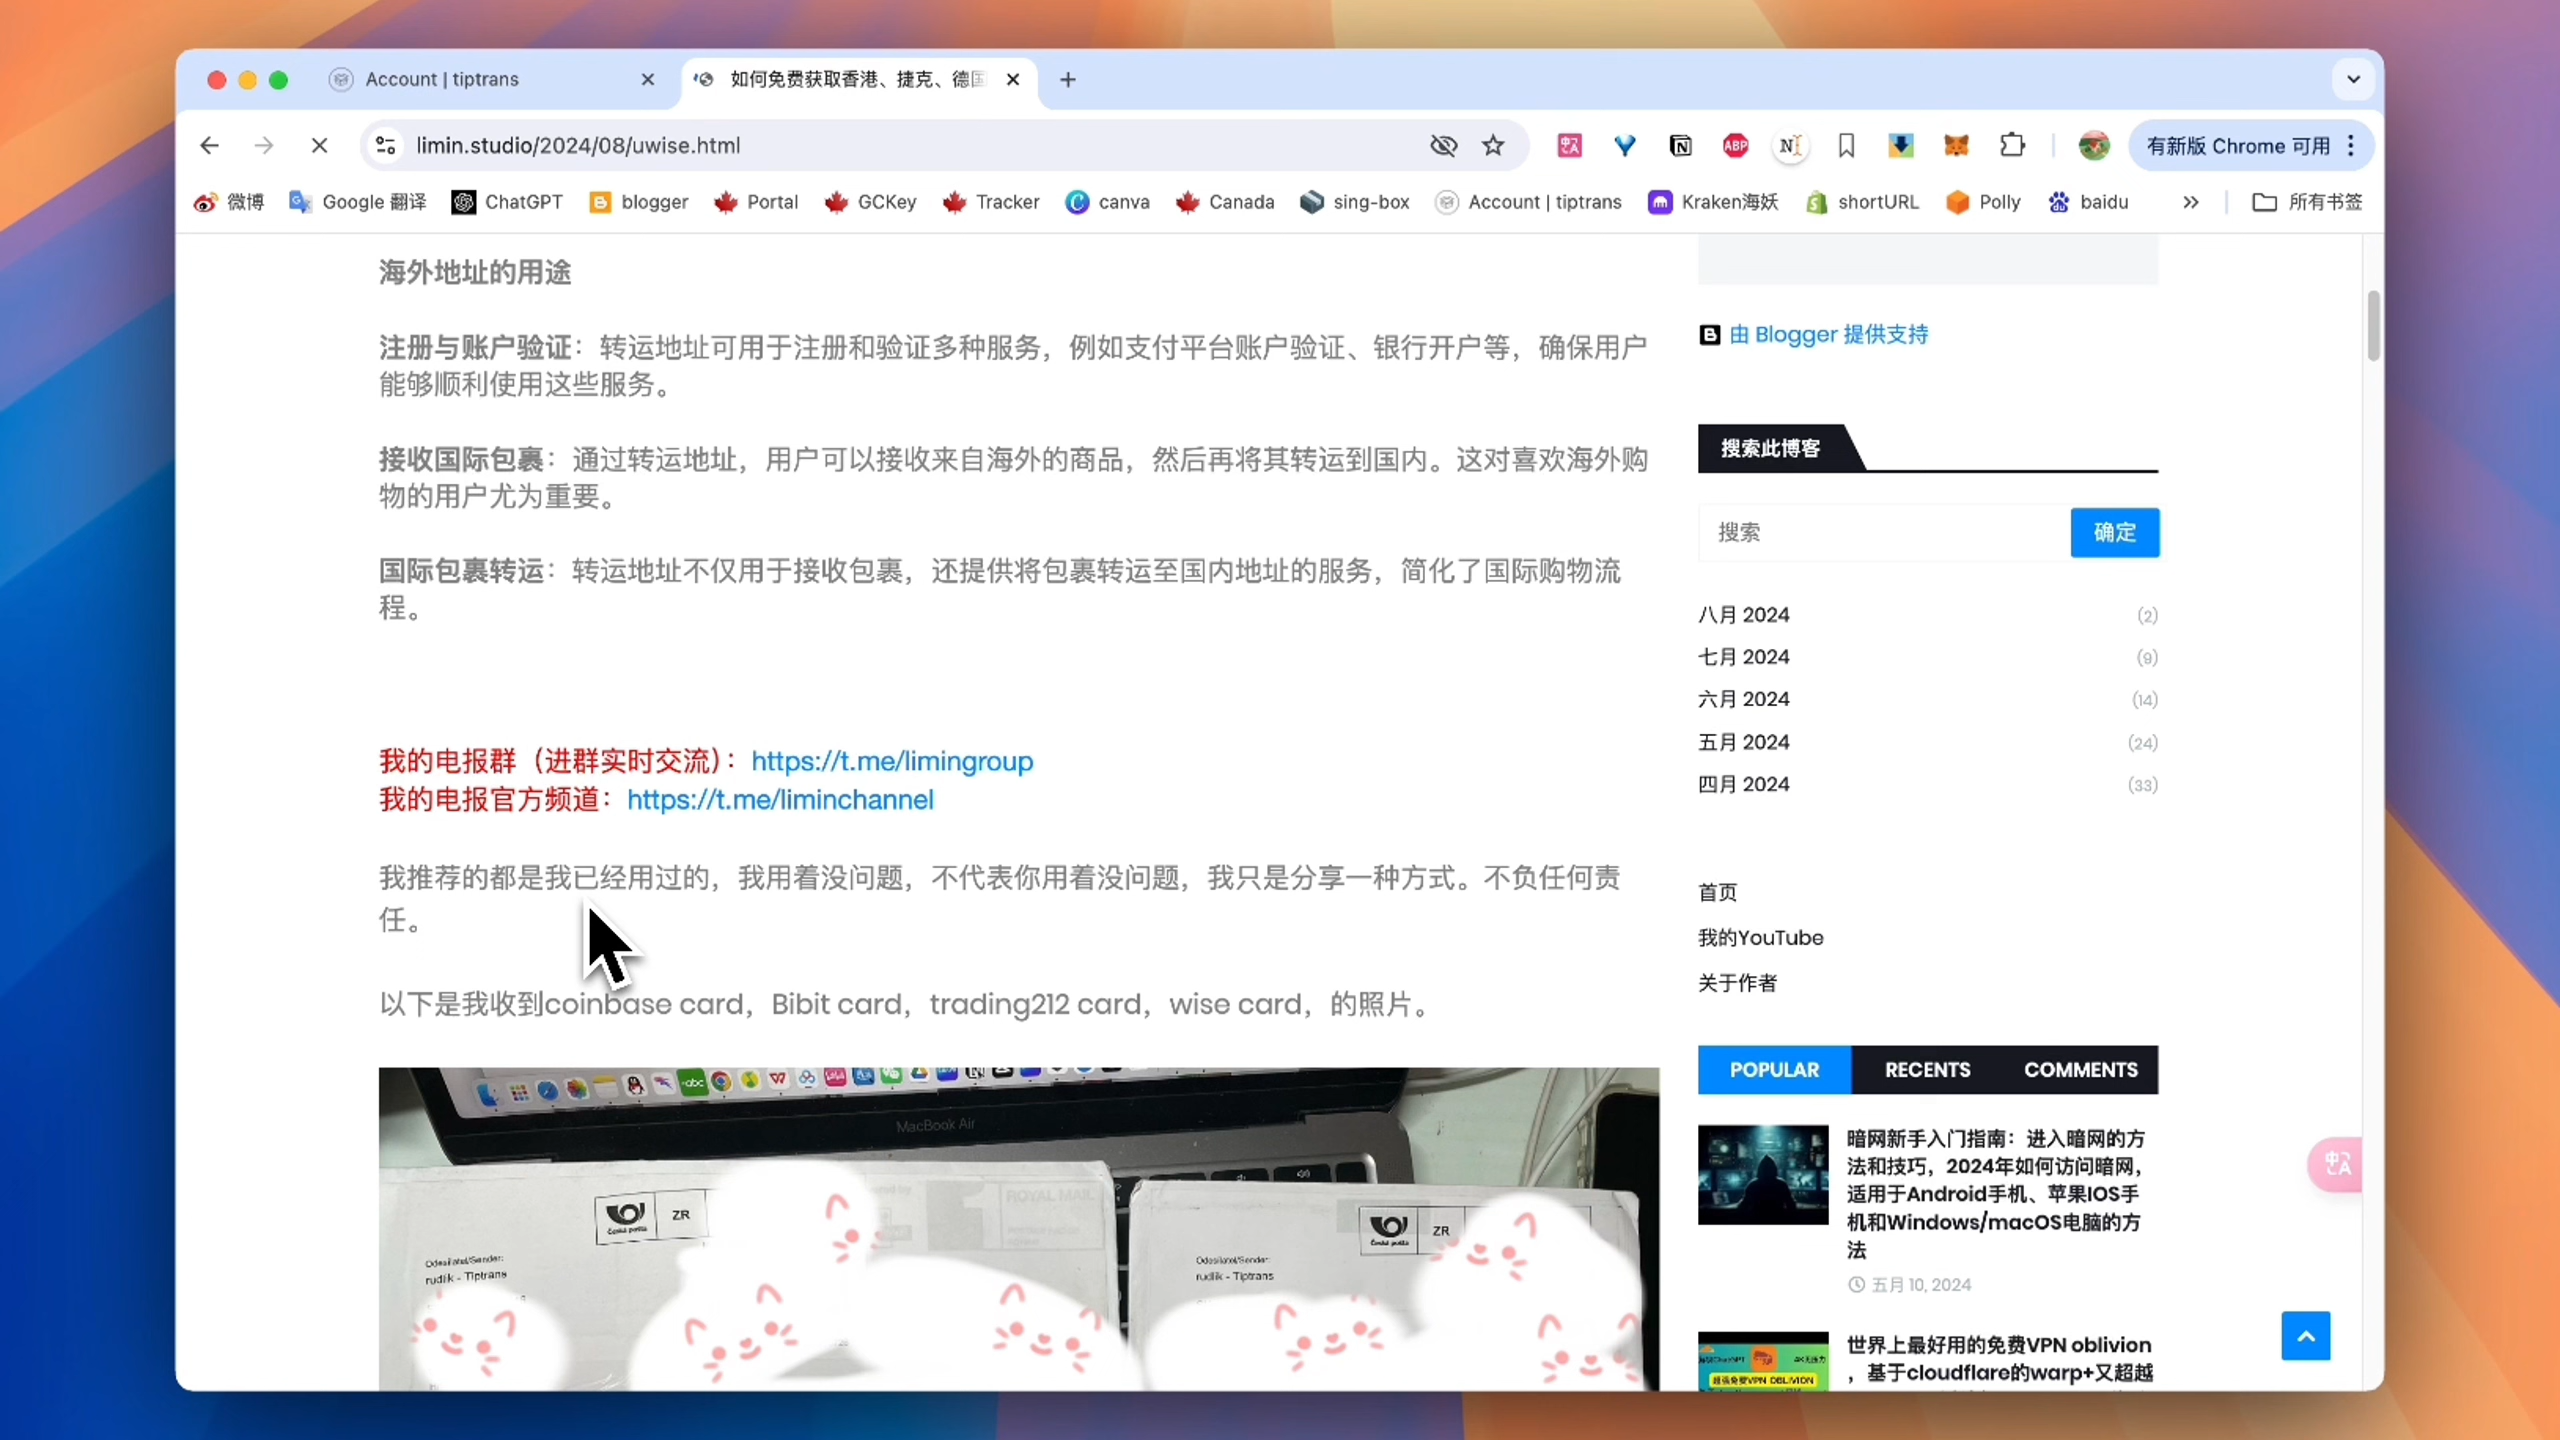 Account | tiptrans
如何免费获取香港、捷克、德国
limin.studio/2024/08/uwise.html
有新版 Chrome 可用
微博
Google 翻译
ChatGPT
blogger
Portal
GCKey
Tracker
canva
Canada
sing-box
Account | tiptrans
Kraken海妖
shortURL
Polly
baidu
所有书签
海外地址的用途
注册与账户验证：转运地址可用于注册和验证多种服务，例如支付平台账户验证、银行开户等，确保用户
能够顺利使用这些服务。
接收国际包裹：通过转运地址，用户可以接收来自海外的商品，然后再将其转运到国内。这对喜欢海外购
物的用户尤为重要。
国际包裹转运：转运地址不仅用于接收包裹，还提供将包裹转运至国内地址的服务，简化了国际购物流
程。
我的电报群（进群实时交流）：https://t.me/limingroup
我的电报官方频道：https://t.me/liminchannel
我推荐的都是我已经用过的，我用着没问题，不代表你用着没问题，我只是分享一种方式。不负任何责
任。
以下是我收到coinbase card，Bibit card，trading212 card，wise card，的照片。
MacBook Air
ROYAL MAIL
Česká pošta
ZR
Odesílatel/Sender:
rudlik - Tiptrans
Česká pošta
ZR
Odesílatel/Sender:
rudlik - Tiptrans
由 Blogger 提供支持
搜索此博客
搜索
确定
八月 2024 (2)
七月 2024 (9)
六月 2024 (14)
五月 2024 (24)
四月 2024 (33)
首页
我的YouTube
关于作者
POPULAR
RECENTS
COMMENTS
暗网新手入门指南：进入暗网的方
法和技巧，2024年如何访问暗网，
适用于Android手机、苹果IOS手
机和Windows/macOS电脑的方
法
五月 10, 2024
世界上最好用的免费VPN oblivion
，基于cloudflare的warp+又超越
超强免费VPN OBLIVION